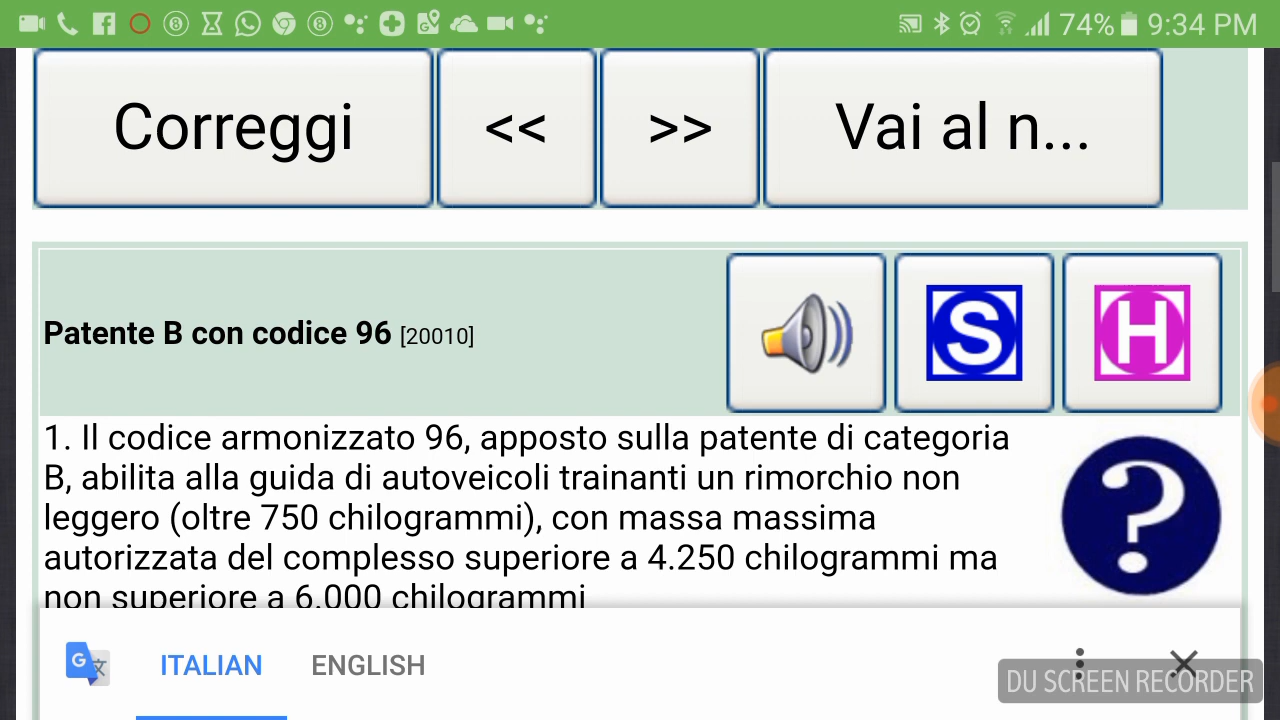 74% 9:34 PM
Correggi << >> Vai al n...
Patente B con codice 96 [20010]
S H
1. Il codice armonizzato 96, apposto sulla patente di categoria
B, abilita alla guida di autoveicoli trainanti un rimorchio non
leggero (oltre 750 chilogrammi), con massa massima
autorizzata del complesso superiore a 4.250 chilogrammi ma
non superiore a 6.000 chilogrammi
?
G 文 ITALIAN ENGLISH
DU SCREEN RECORDER